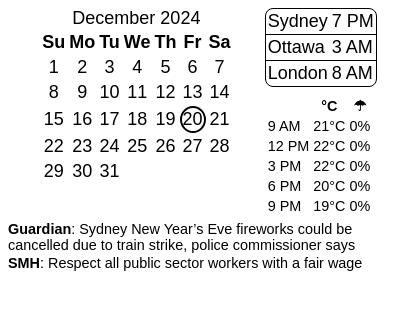 December 2024
Su Mo Tu We Th Fr Sa
1 2 3 4 5 6 7
8 9 10 11 12 13 14
15 16 17 18 19 20 21
22 23 24 25 26 27 28
29 30 31
Sydney 7 PM
Ottawa 3 AM
London 8 AM
°C ☂
9 AM 21°C 0%
12 PM 22°C 0%
3 PM 22°C 0%
6 PM 20°C 0%
9 PM 19°C 0%
Guardian: Sydney New Year’s Eve fireworks could be
cancelled due to train strike, police commissioner says
SMH: Respect all public sector workers with a fair wage